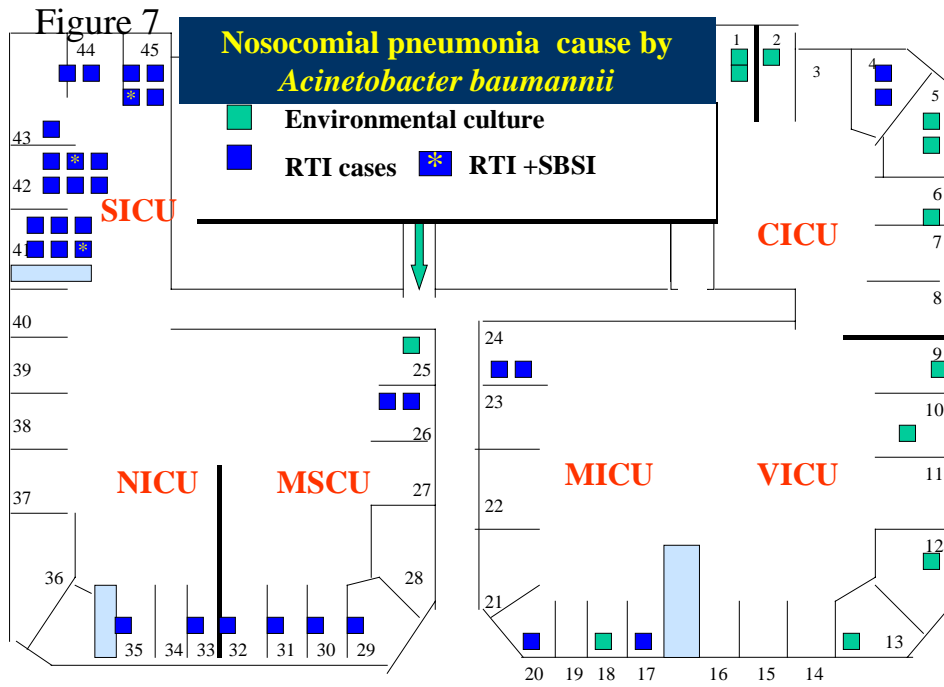 Figure 7
Nosocomial pneumonia cause by
Acinetobacter baumannii
Environmental culture
RTI cases
* RTI +SBSI
44 45
*
43
*
42
SICU
41 *
40
39
38
37
36
NICU
MSCU
25
26
27
28
35 34 33 32 31 30 29
1 2
3
4
5
6
CICU
7
8
9
10
11
12
13
24
23
22
21
MICU
VICU
20 19 18 17 16 15 14